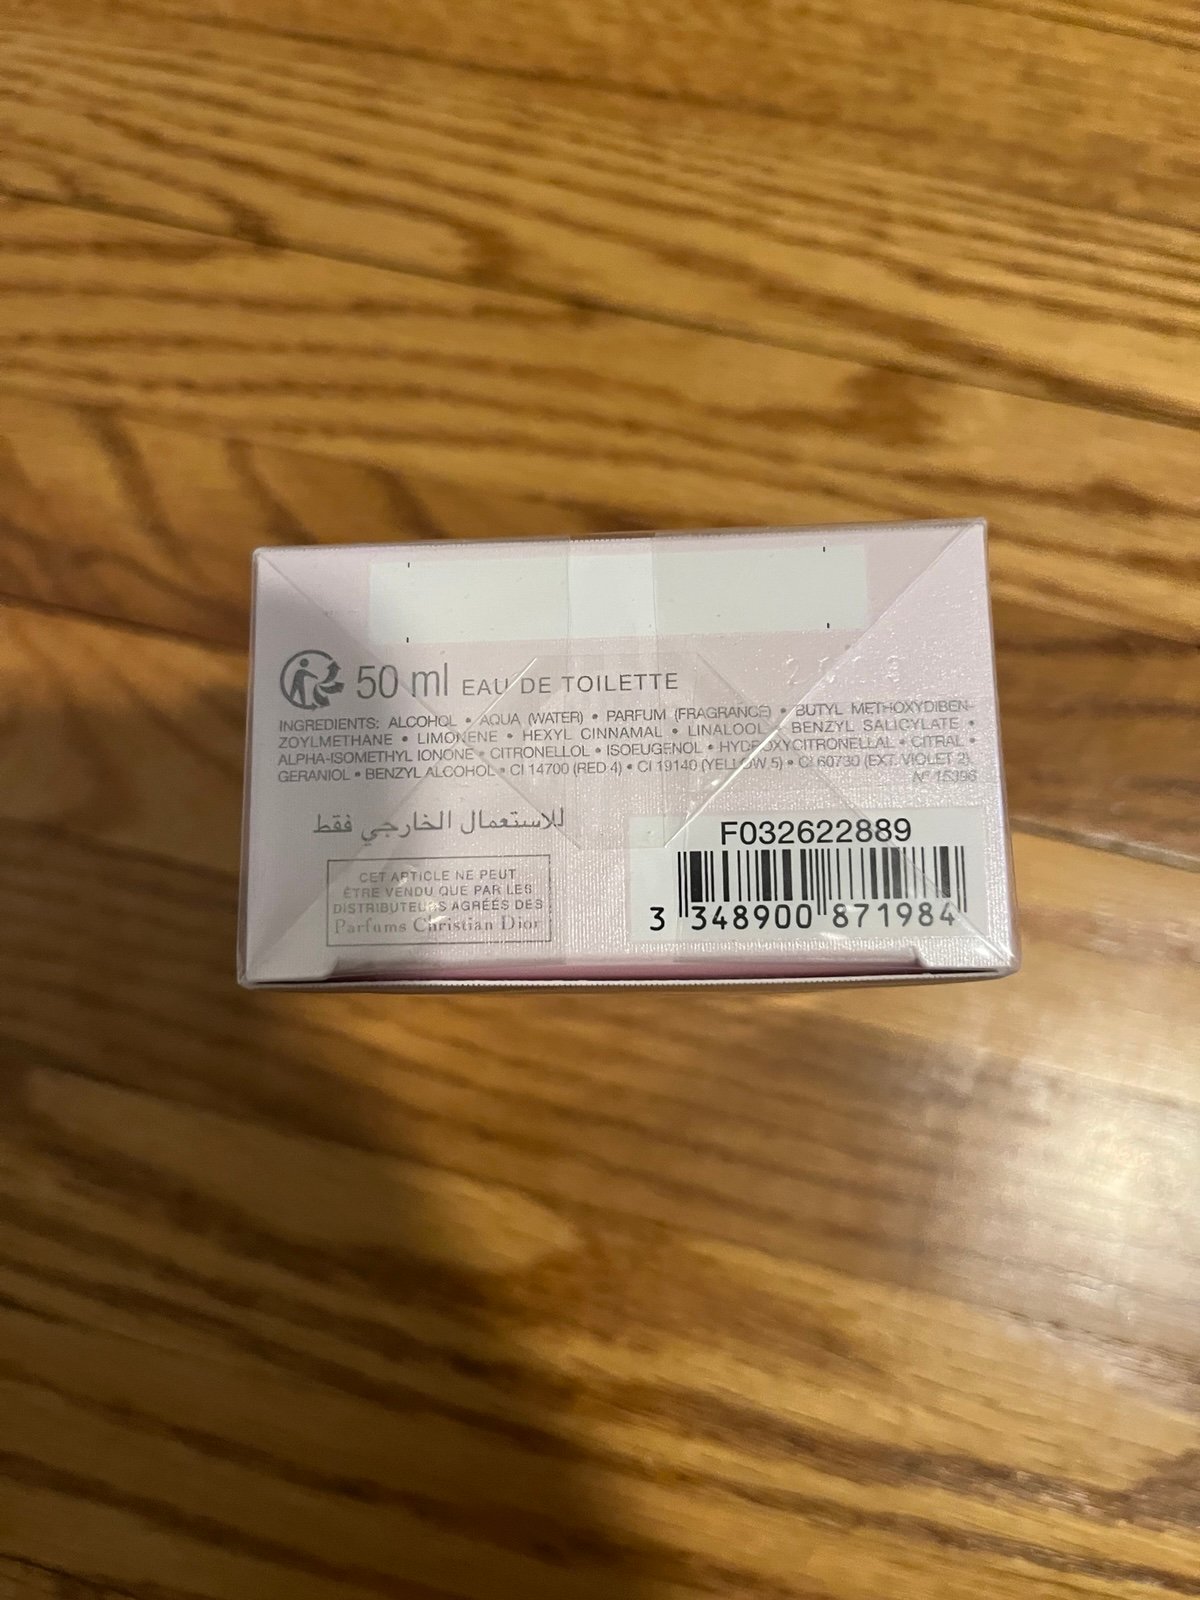 50 ml EAU DE TOILETTE
INGREDIENTS: ALCOHOL • AQUA (WATER) • PARFUM (FRAGRANCE) • BUTYL METHOXYDIBEN-
ZOYLMETHANE • LIMONENE • HEXYL CINNAMAL • LINALOOL • BENZYL SALICYLATE •
ALPHA-ISOMETHYL IONONE • CITRONELLOL • ISOEUGENOL • HYDROXYCITRONELLAL • CITRAL •
GERANIOL • BENZYL ALCOHOL • CI 14700 (RED 4) • CI 19140 (YELLOW 5) • CI 60730 (EXT. VIOLET 2).
N° 15396
للاستعمال الخارجي فقط
CET ARTICLE NE PEUT
ÊTRE VENDU QUE PAR LES
DISTRIBUTEURS AGRÉÉS DES
Parfums Christian Dior
F032622889
3 348900 871984